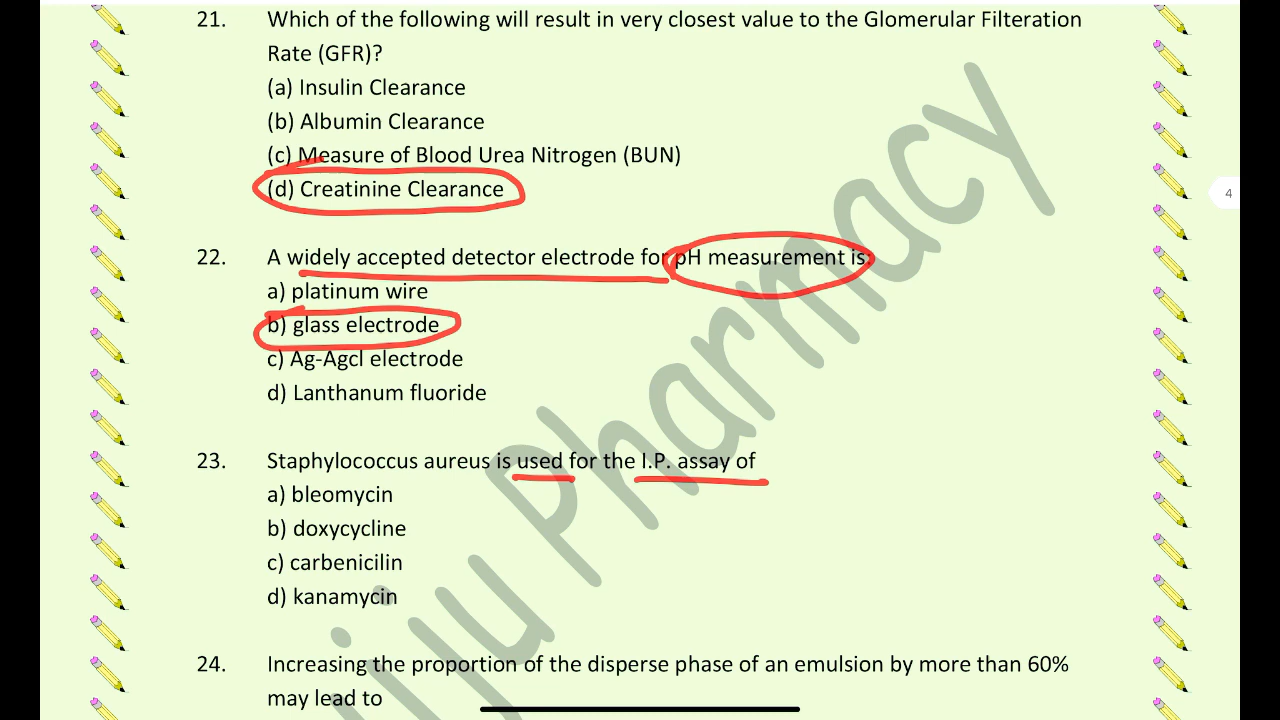 21. Which of the following will result in very closest value to the Glomerular Filteration
Rate (GFR)?
(a) Insulin Clearance
(b) Albumin Clearance
(c) Measure of Blood Urea Nitrogen (BUN)
(d) Creatinine Clearance
4
22. A widely accepted detector electrode for pH measurement is:
a) platinum wire
b) glass electrode
c) Ag-Agcl electrode
d) Lanthanum fluoride
23. Staphylococcus aureus is used for the I.P. assay of
a) bleomycin
b) doxycycline
c) carbenicilin
d) kanamycin
24. Increasing the proportion of the disperse phase of an emulsion by more than 60%
may lead to
Pharmacy